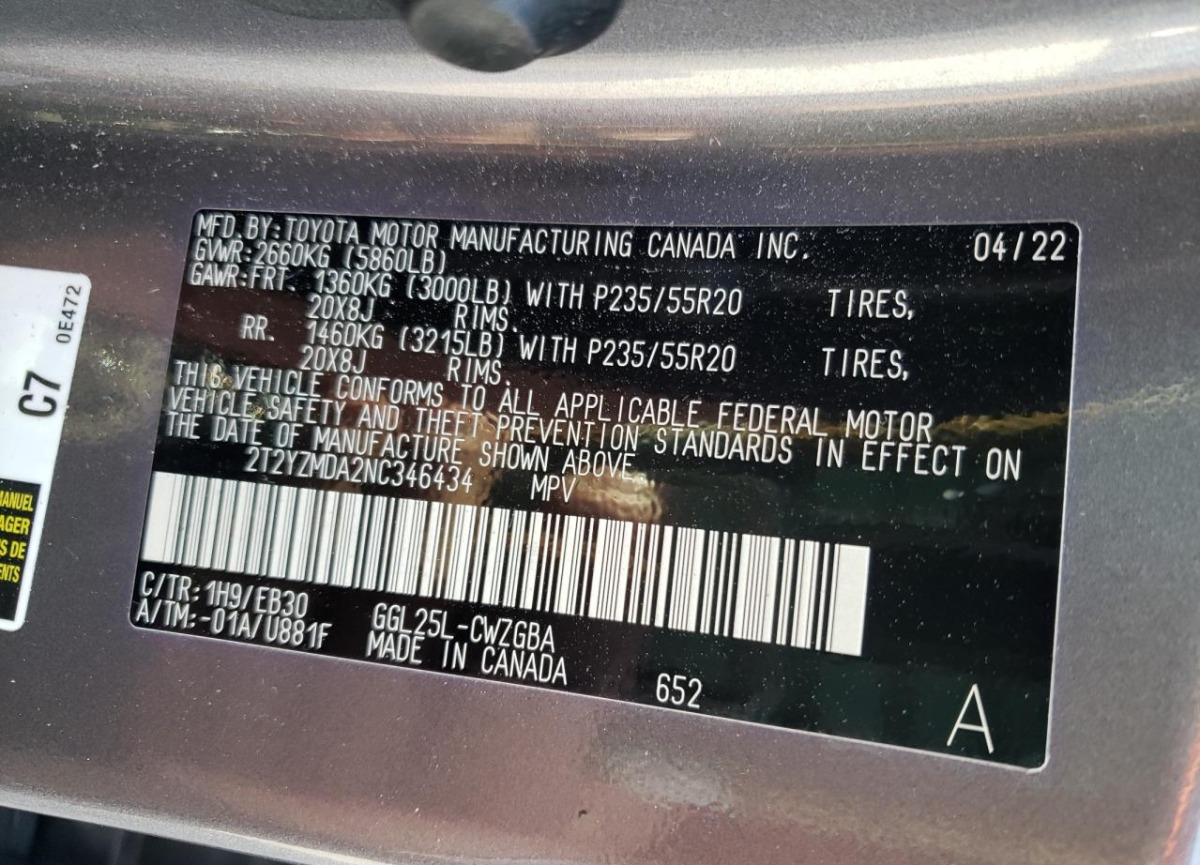 MFD. BY: TOYOTA MOTOR MANUFACTURING CANADA INC. 04/22
GVWR: 2660KG (5860LB)
GAWR: FRT. 1360KG (3000LB) WITH P235/55R20 TIRES,
20X8J RIMS.
RR. 1460KG (3215LB) WITH P235/55R20 TIRES,
20X8J RIMS.
THIS VEHICLE CONFORMS TO ALL APPLICABLE FEDERAL MOTOR
VEHICLE SAFETY AND THEFT PREVENTION STANDARDS IN EFFECT ON
THE DATE OF MANUFACTURE SHOWN ABOVE.
2T2YZMDA2NC346434 MPV
C/TR: 1H9/EB30 GGL25L-CWZGBA
A/TM: -01A/U881F MADE IN CANADA
652
A
C7
0E472
MANUEL
AGER
S DE
ENTS